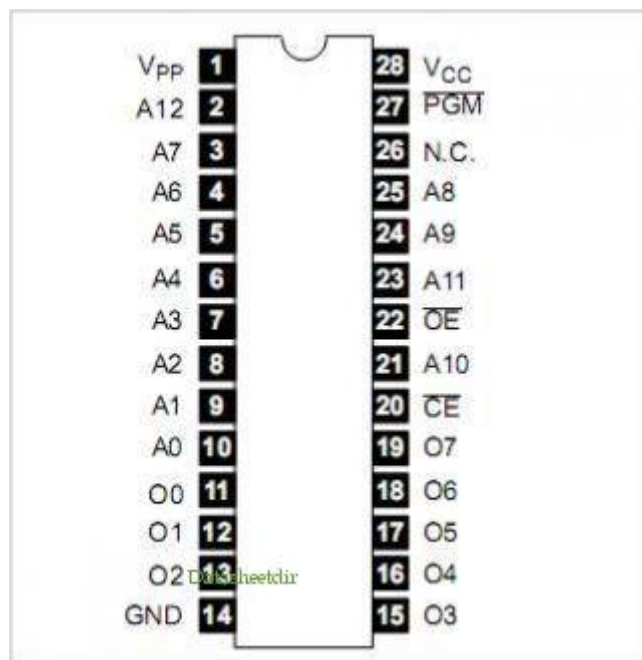 VPP 1 28 VCC
A12 2 27 PGM
A7 3 26 N.C.
A6 4 25 A8
A5 5 24 A9
A4 6 23 A11
A3 7 22 OE
A2 8 21 A10
A1 9 20 CE
A0 10 19 O7
O0 11 18 O6
O1 12 17 O5
O2 13 16 O4
GND 14 15 O3